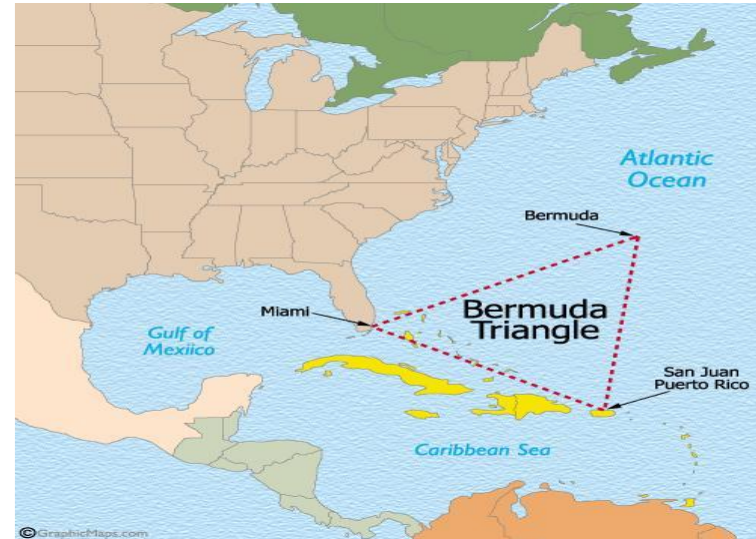 Atlantic
Ocean
Bermuda
Miami
Bermuda
Triangle
Gulf of
Mexiico
San Juan
Puerto Rico
Caribbean Sea
©GraphicMaps.com